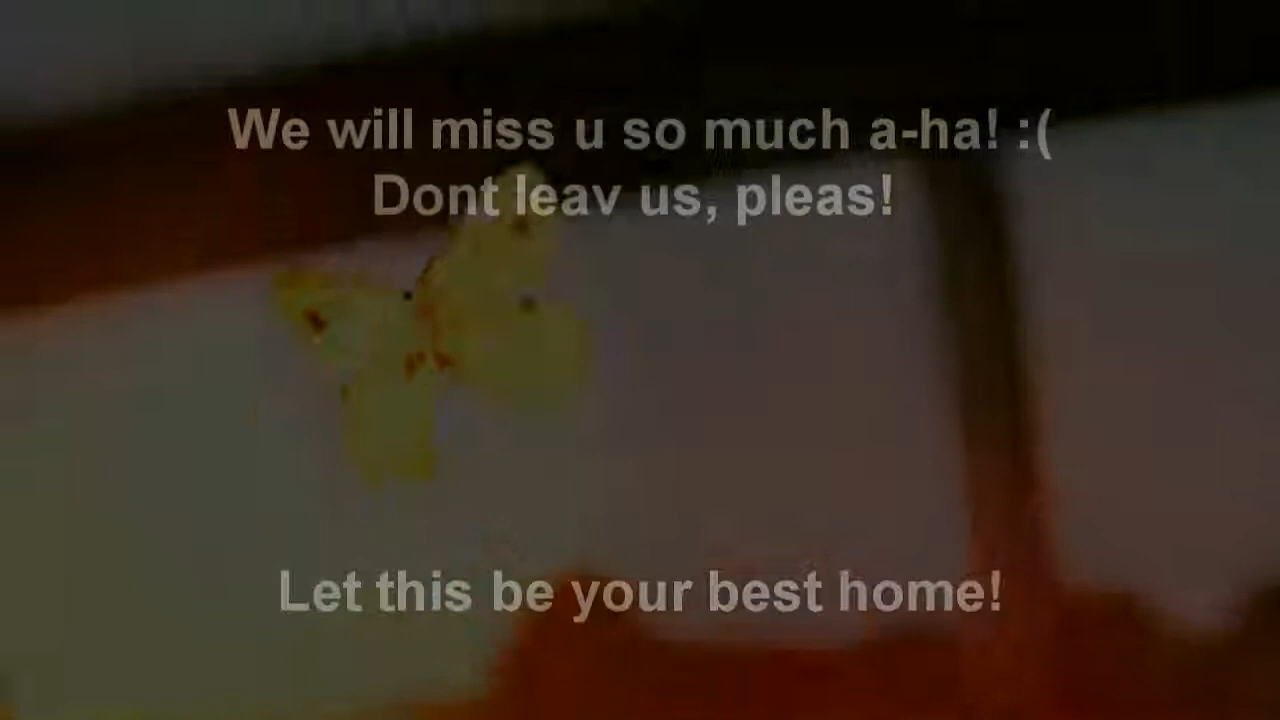 We will miss u so much a-ha! :(
Dont leav us, pleas!
Let this be your best home!